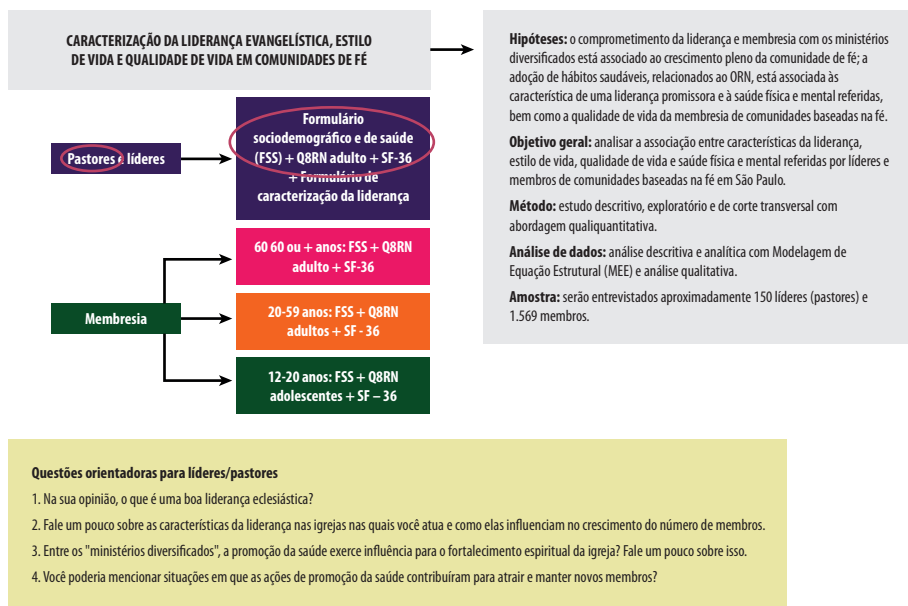 CARACTERIZAÇÃO DA LIDERANÇA EVANGELÍSTICA, ESTILO
DE VIDA E QUALIDADE DE VIDA EM COMUNIDADES DE FÉ
Pastores e líderes
Formulário
sociodemográfico e de saúde
(FSS) + Q8RN adulto + SF-36
+ Formulário de
caracterização da liderança
Membresia
60 60 ou + anos: FSS + Q8RN
adulto + SF-36
20-59 anos: FSS + Q8RN
adultos + SF - 36
12-20 anos: FSS + Q8RN
adolescentes + SF – 36
Hipóteses: o comprometimento da liderança e membresia com os ministérios
diversificados está associado ao crescimento pleno da comunidade de fé; a
adoção de hábitos saudáveis, relacionados ao ORN, está associada às
característica de uma liderança promissora e à saúde física e mental referidas,
bem como a qualidade de vida da membresia de comunidades baseadas na fé.
Objetivo geral: analisar a associação entre características da liderança,
estilo de vida, qualidade de vida e saúde física e mental referidas por líderes e
membros de comunidades baseadas na fé em São Paulo.
Método: estudo descritivo, exploratório e de corte transversal com
abordagem qualiquantitativa.
Análise de dados: análise descritiva e analítica com Modelagem de
Equação Estrutural (MEE) e análise qualitativa.
Amostra: serão entrevistados aproximadamente 150 líderes (pastores) e
1.569 membros.
Questões orientadoras para líderes/pastores
1. Na sua opinião, o que é uma boa liderança eclesiástica?
2. Fale um pouco sobre as características da liderança nas igrejas nas quais você atua e como elas influenciam no crescimento do número de membros.
3. Entre os "ministérios diversificados", a promoção da saúde exerce influência para o fortalecimento espiritual da igreja? Fale um pouco sobre isso.
4. Você poderia mencionar situações em que as ações de promoção da saúde contribuíram para atrair e manter novos membros?